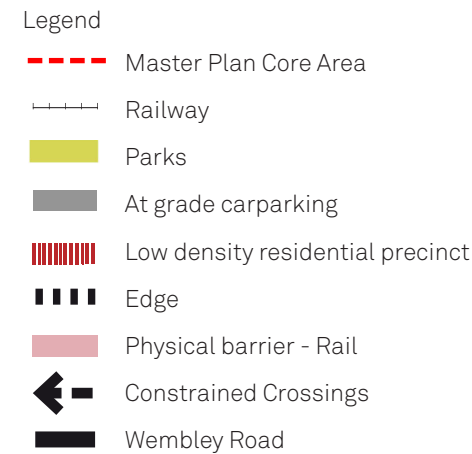 Legend
Master Plan Core Area
Railway
Parks
At grade carparking
Low density residential precinct
Edge
Physical barrier - Rail
Constrained Crossings
Wembley Road